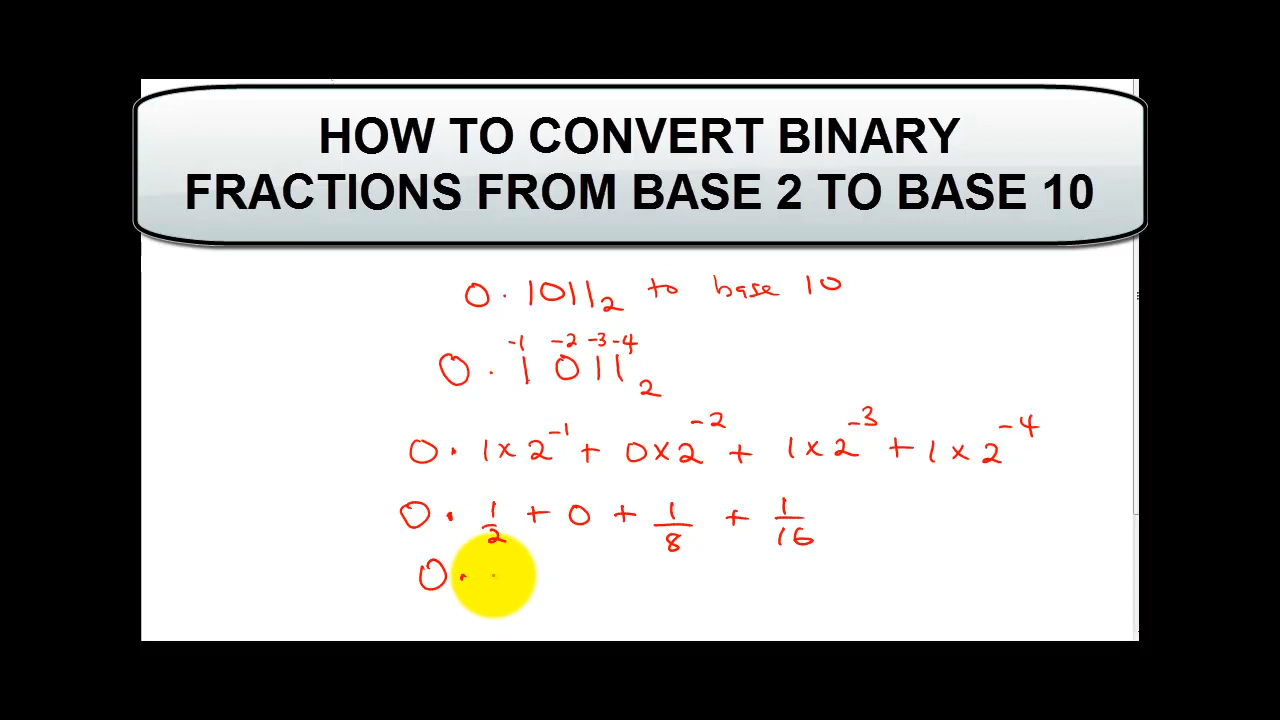 HOW TO CONVERT BINARY
FRACTIONS FROM BASE 2 TO BASE 10
0.1011₂ to base 10
-1 -2 -3 -4
0.1011₂
0.1×2⁻¹ + 0×2⁻² + 1×2⁻³ + 1×2⁻⁴
0. 1/2 + 0 + 1/8 + 1/16
0.